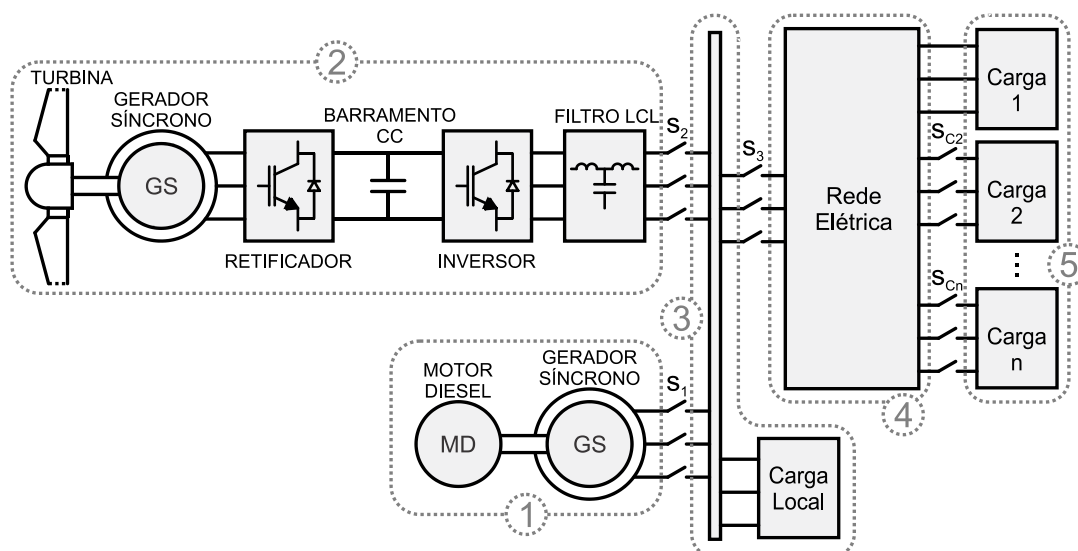 2
TURBINA
GERADOR
SÍNCRONO
GS
RETIFICADOR
BARRAMENTO
CC
INVERSOR
FILTRO LCL
S2
S3
3
Rede
Elétrica
4
Carga
1
SC2
Carga
2
5
SCn
Carga
n
MOTOR
DIESEL
MD
GERADOR
SÍNCRONO
GS
S1
1
Carga
Local